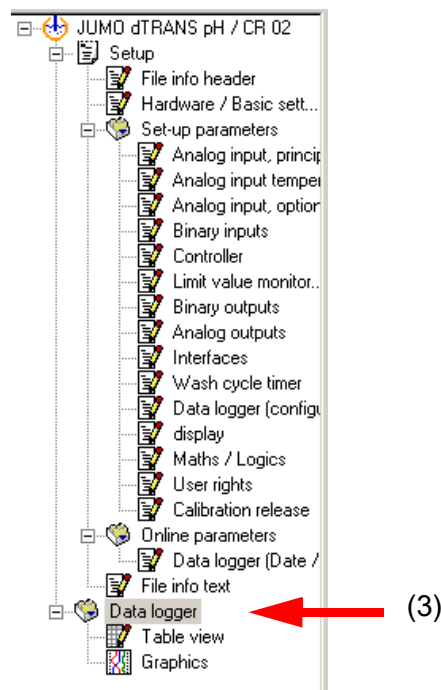 JUMO dTRANS pH / CR 02
Setup
File info header
Hardware / Basic sett...
Set-up parameters
Analog input, princip
Analog input temper
Analog input, option
Binary inputs
Controller
Limit value monitor..
Binary outputs
Analog outputs
Interfaces
Wash cycle timer
Data logger (configu
display
Maths / Logics
User rights
Calibration release
Online parameters
Data logger (Date /
File info text
Data logger (3)
Table view
Graphics